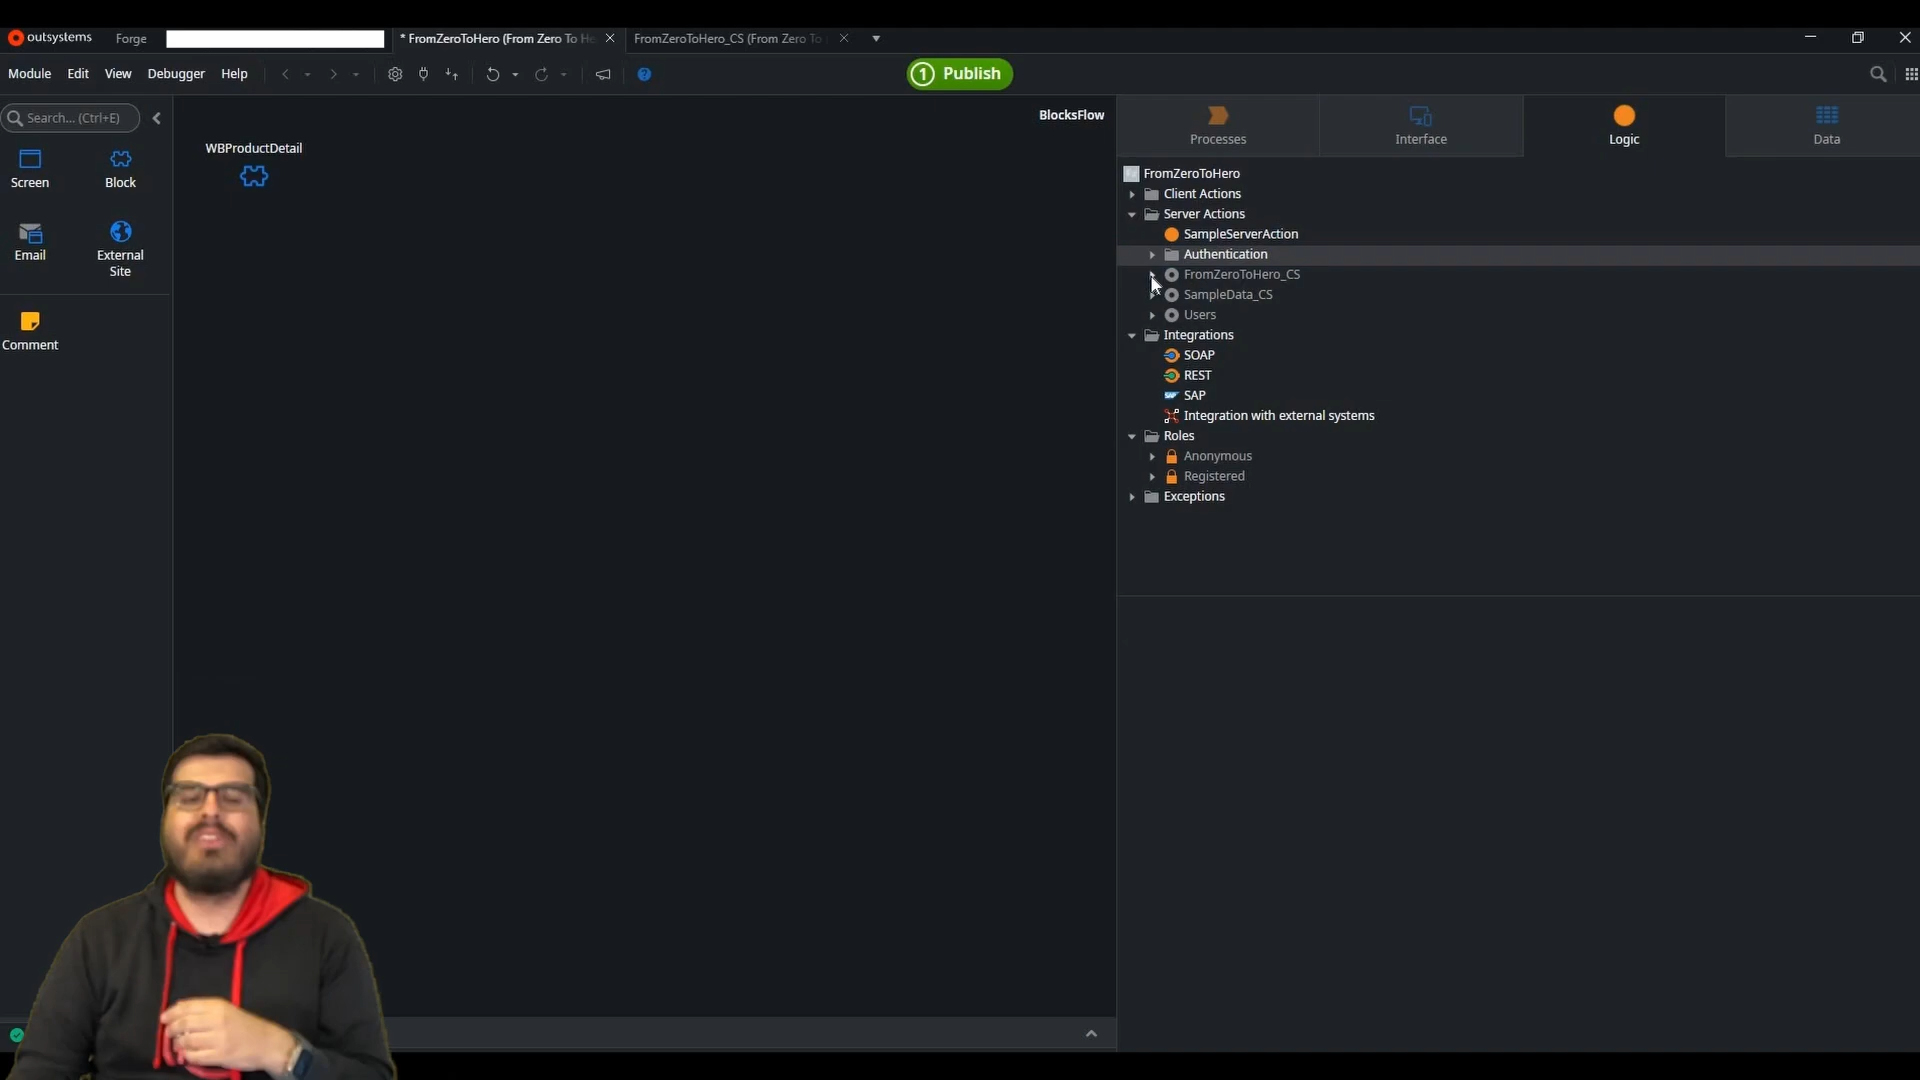 outsystems
Forge
* FromZeroToHero (From Zero To He
FromZeroToHero_CS (From Zero To
Module
Edit
View
Debugger
Help
1 Publish
Search... (Ctrl+E)
Screen
Block
Email
External
Site
Comment
BlocksFlow
WBProductDetail
Processes
Interface
Logic
Data
FromZeroToHero
Client Actions
Server Actions
SampleServerAction
Authentication
FromZeroToHero_CS
SampleData_CS
Users
Integrations
SOAP
REST
SAP
Integration with external systems
Roles
Anonymous
Registered
Exceptions